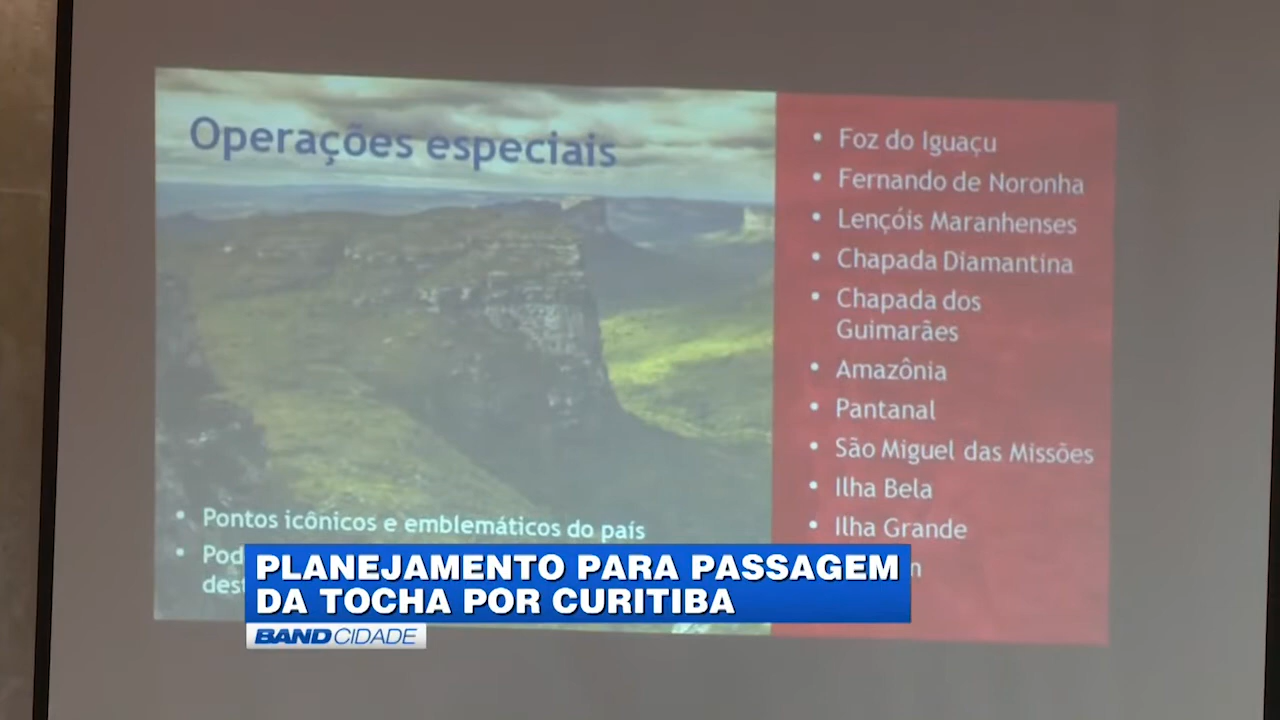 Operações especiais
• Foz do Iguaçu
• Fernando de Noronha
• Lençóis Maranhenses
• Chapada Diamantina
• Chapada dos
Guimarães
• Amazônia
• Pantanal
• São Miguel das Missões
• Ilha Bela
• Ilha Grande
• Pontos icônicos e emblemáticos do país
PLANEJAMENTO PARA PASSAGEM
DA TOCHA POR CURITIBA
BAND CIDADE